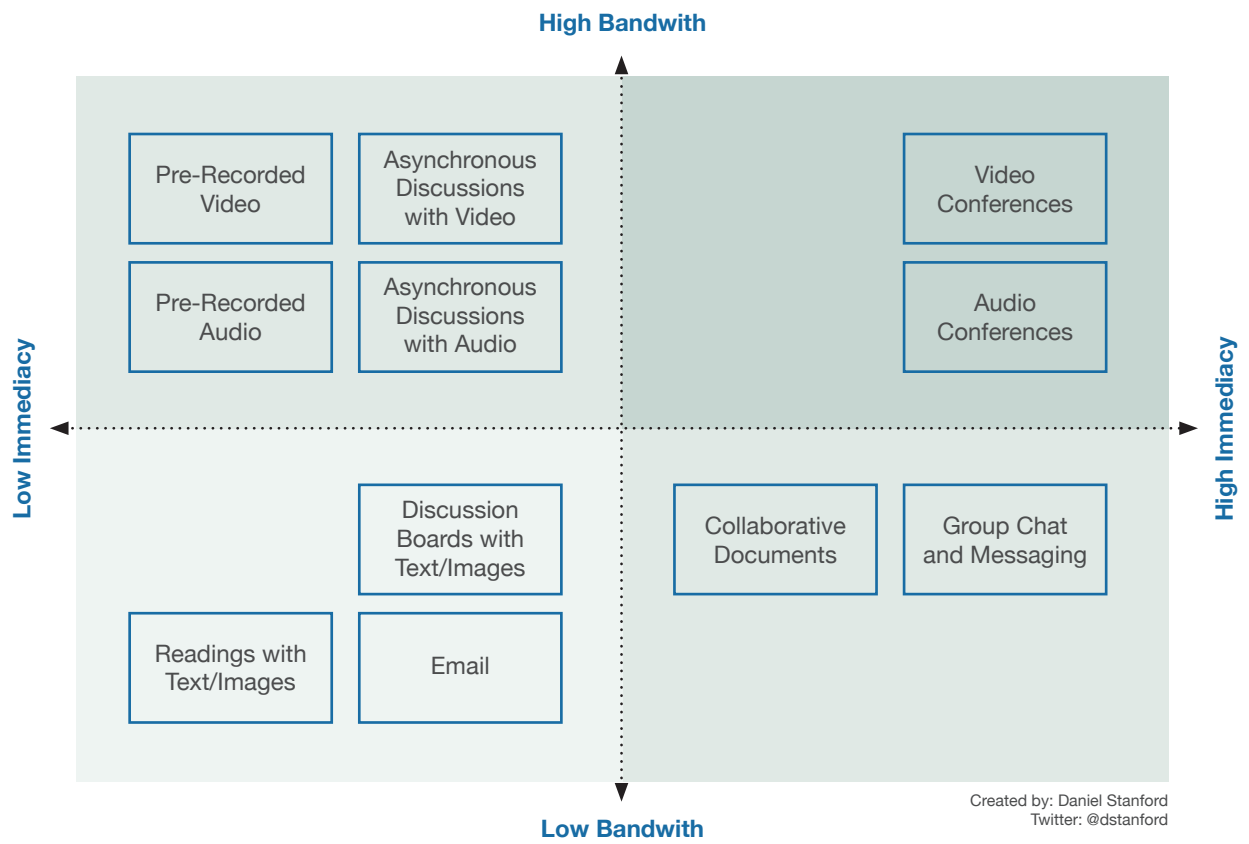 High Bandwith
Pre-Recorded
Video
Asynchronous
Discussions
with Video
Video
Conferences
Pre-Recorded
Audio
Asynchronous
Discussions
with Audio
Audio
Conferences
Low Immediacy
High Immediacy
Discussion
Boards with
Text/Images
Collaborative
Documents
Group Chat
and Messaging
Readings with
Text/Images
Email
Low Bandwith
Created by: Daniel Stanford
Twitter: @dstanford